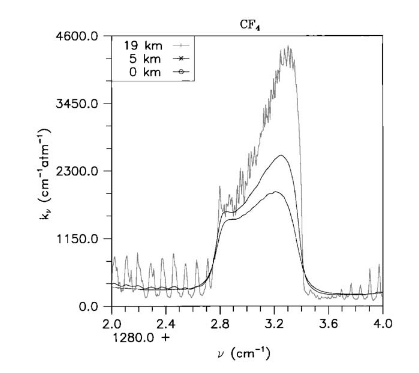 CF₄
4600.0
19 km
5 km
0 km
3450.0
kᵥ (cm⁻¹atm⁻¹)
2300.0
1150.0
0.0
2.0 2.4 2.8 3.2 3.6 4.0
1280.0 +
ν (cm⁻¹)